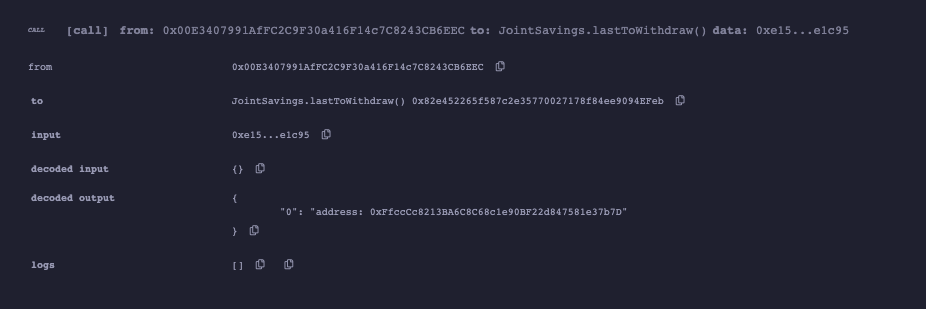 CALL [call] from: 0x00E3407991AfFC2C9F30a416F14c7C8243CB6EEC to: JointSavings.lastToWithdraw() data: 0xe15...e1c95
from 0x00E3407991AfFC2C9F30a416F14c7C8243CB6EEC
to JointSavings.lastToWithdraw() 0x82e452265f587c2e35770027178f84ee9094EFeb
input 0xe15...e1c95
decoded input {}
decoded output {
"0": "address: 0xFfccCc8213BA6C8C68c1e90BF22d847581e37b7D"
}
logs []